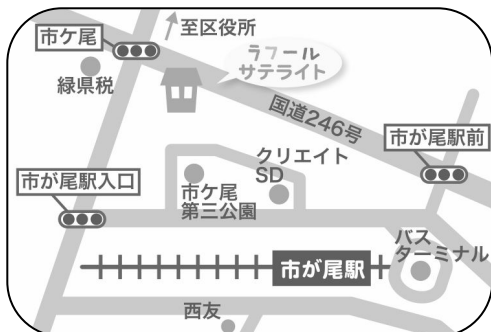 至区役所
市ケ尾
ラフール
サテライト
緑県税
国道246号
市が尾駅前
クリエイト
SD
市が尾駅入口
市ケ尾
第三公園
バス
ターミナル
市が尾駅
西友